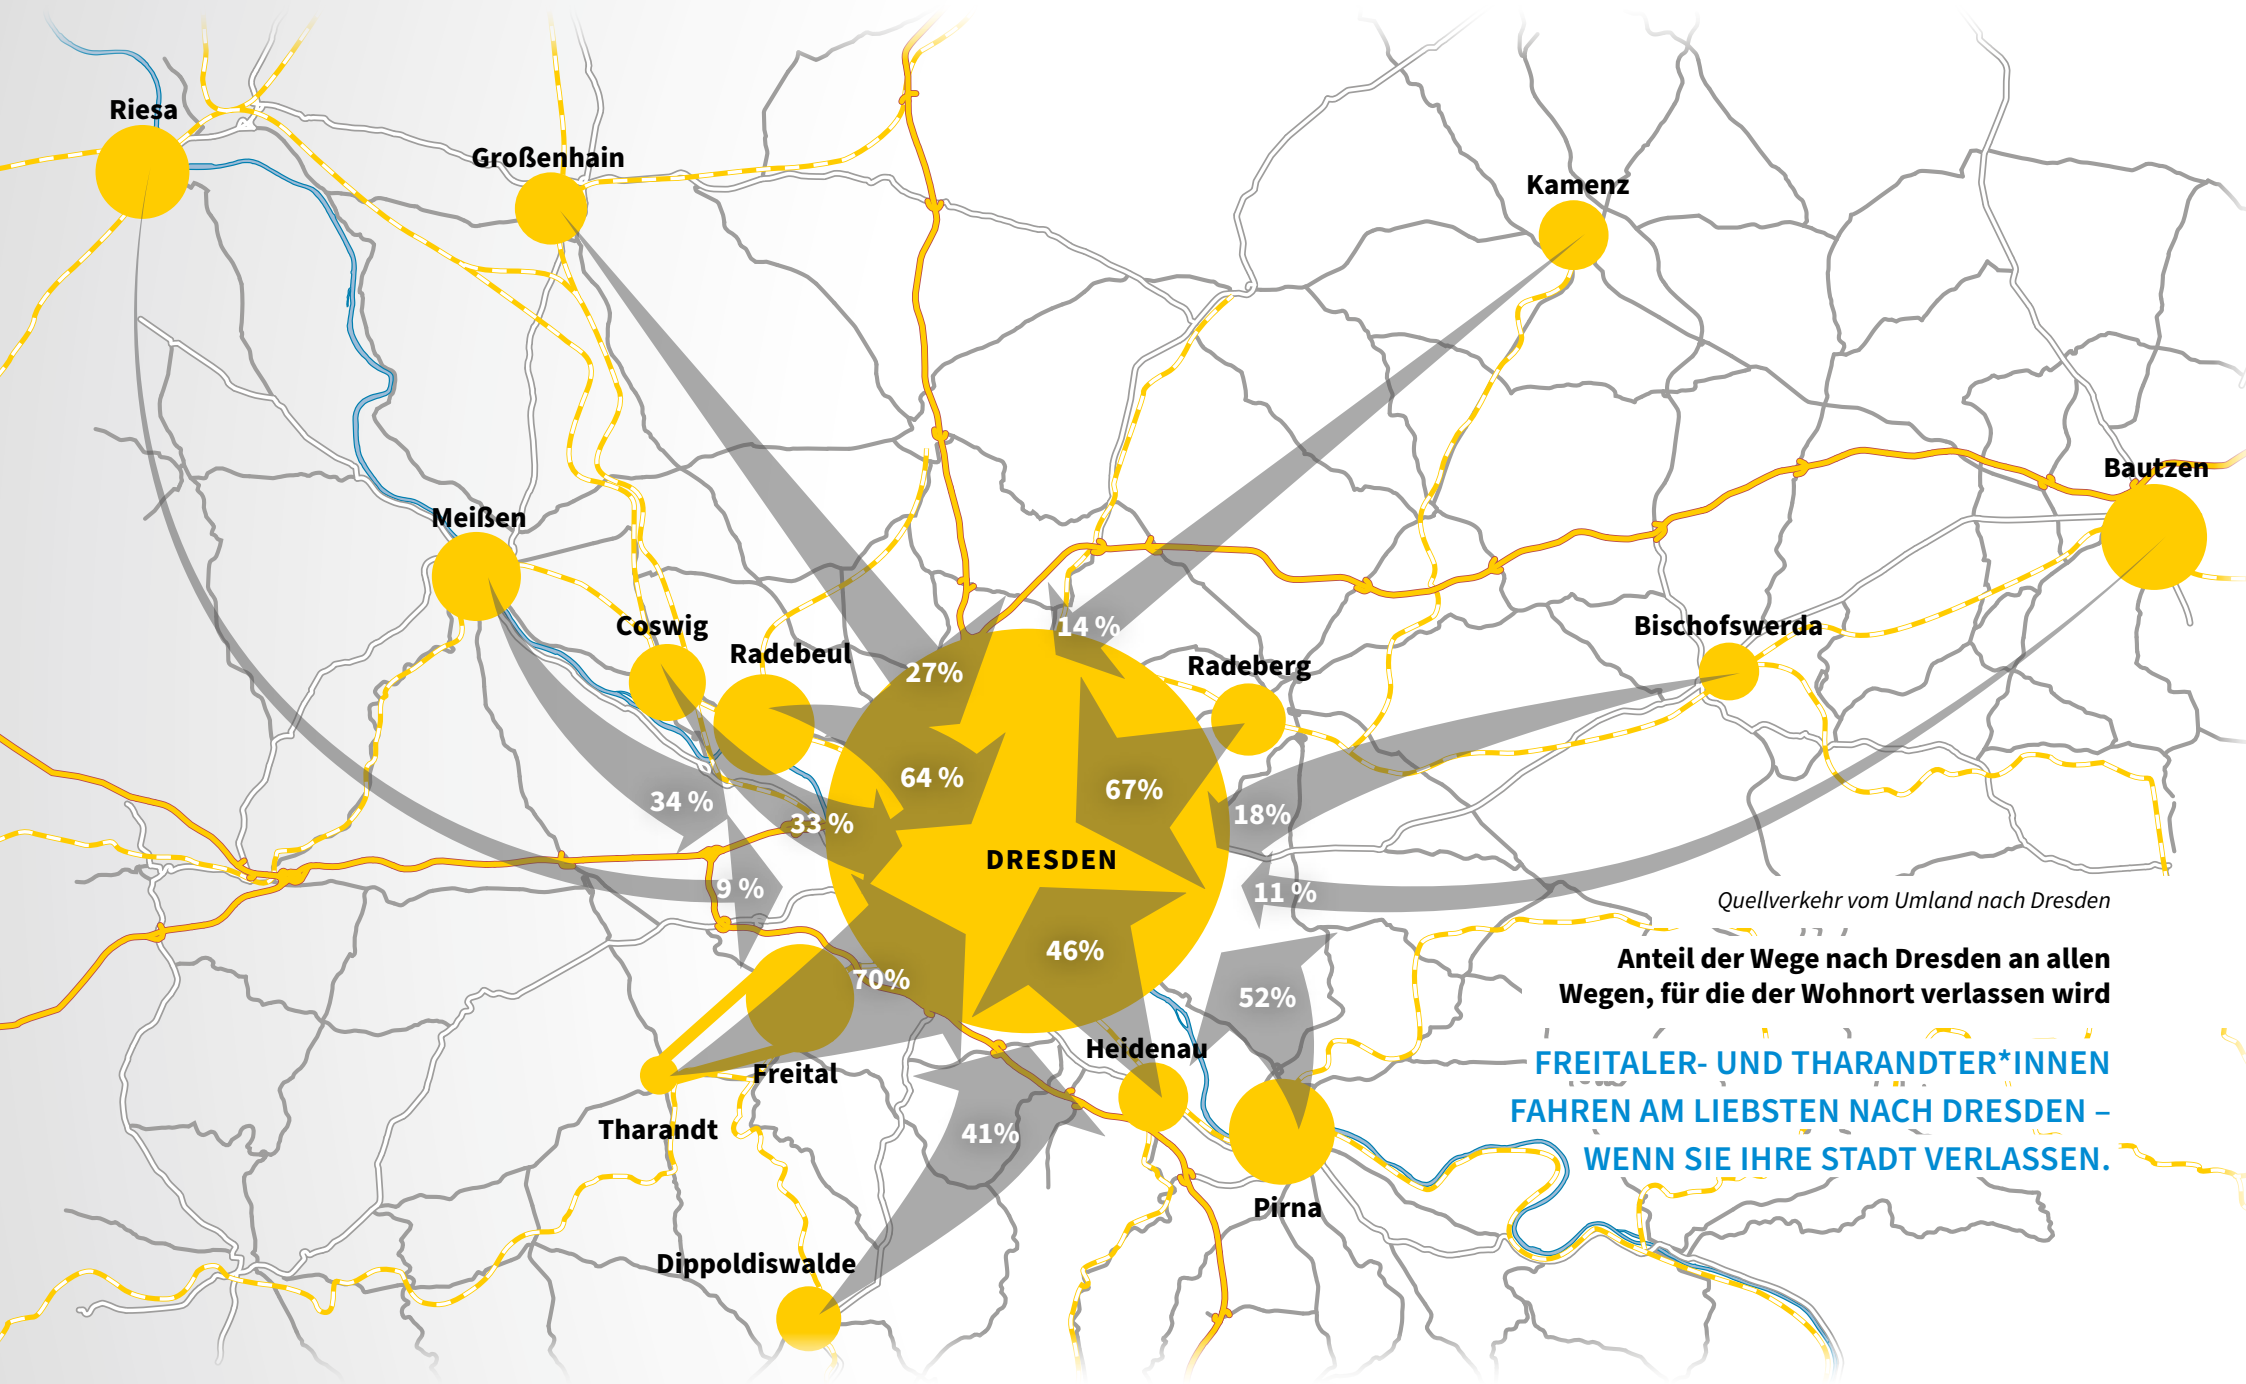 Riesa
Großenhain
Kamenz
Bautzen
Meißen
Coswig
Radebeul
Bischofswerda
Radeberg
14 %
27%
64 %
67%
34 %
33 %
18%
DRESDEN
9 %
11 %
46%
70%
52%
Quellverkehr vom Umland nach Dresden
Anteil der Wege nach Dresden an allen
Wegen, für die der Wohnort verlassen wird
Heidenau
FREITALER- UND THARANDTER*INNEN
FAHREN AM LIEBSTEN NACH DRESDEN –
WENN SIE IHRE STADT VERLASSEN.
Freital
Tharandt
41%
Pirna
Dippoldiswalde